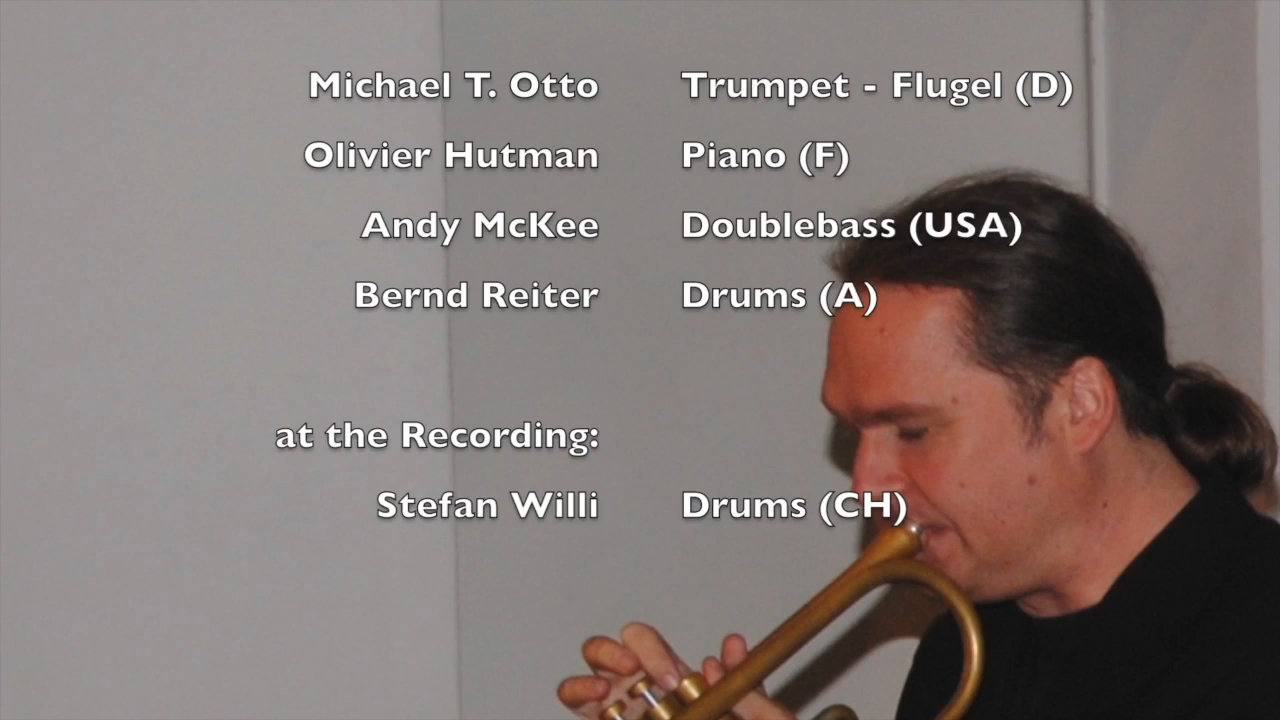 Michael T. Otto Trumpet - Flugel (D)
Olivier Hutman Piano (F)
Andy McKee Doublebass (USA)
Bernd Reiter Drums (A)
at the Recording:
Stefan Willi Drums (CH)